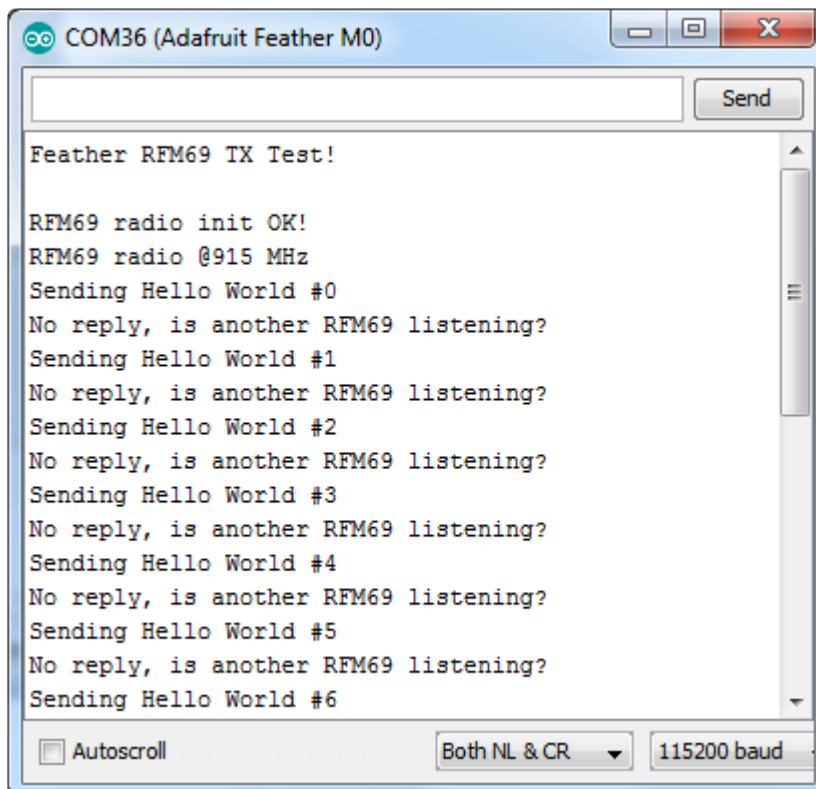 COM36 (Adafruit Feather M0)
Send
Feather RFM69 TX Test!
RFM69 radio init OK!
RFM69 radio @915 MHz
Sending Hello World #0
No reply, is another RFM69 listening?
Sending Hello World #1
No reply, is another RFM69 listening?
Sending Hello World #2
No reply, is another RFM69 listening?
Sending Hello World #3
No reply, is another RFM69 listening?
Sending Hello World #4
No reply, is another RFM69 listening?
Sending Hello World #5
No reply, is another RFM69 listening?
Sending Hello World #6
Autoscroll Both NL & CR 115200 baud